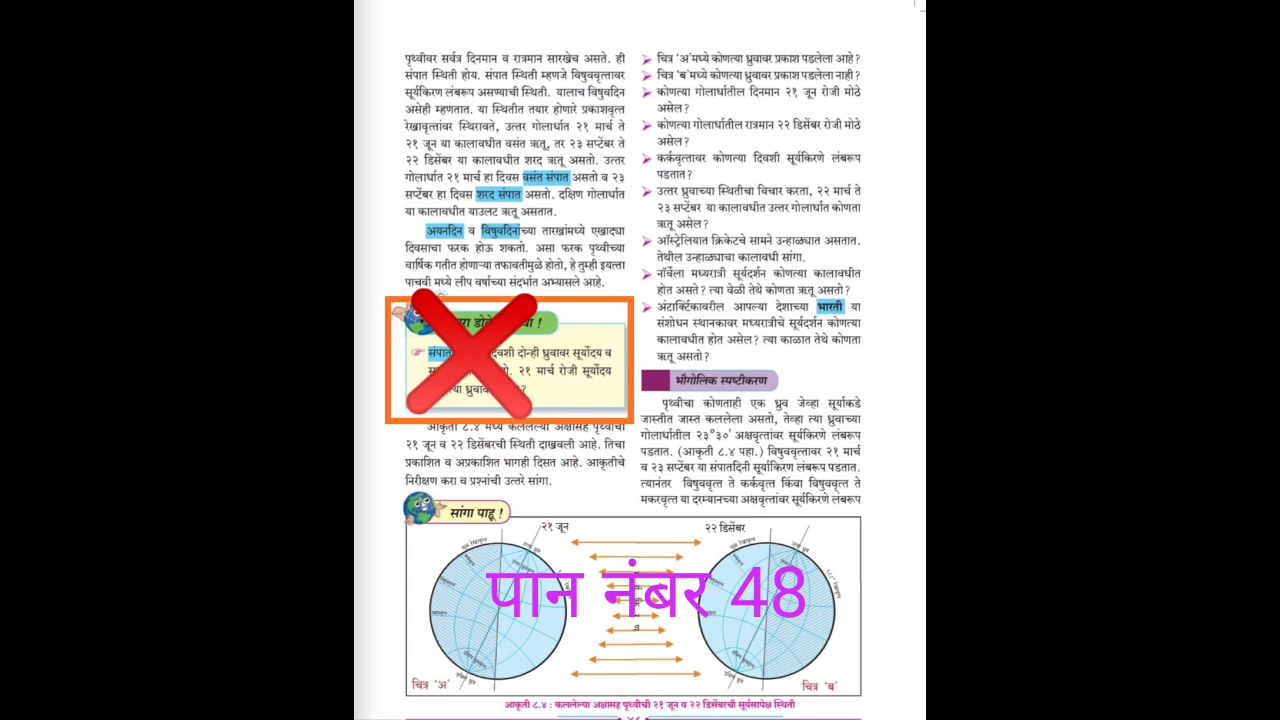 पृथ्वीवर सर्वत्र दिनमान व रात्रमान सारखेच असते. ही
संपात स्थिती होय. संपात स्थिती म्हणजे विषुववृत्तावर
सूर्यकिरण लंबरूप असण्याची स्थिती. यालाच विषुवदिन
असेही म्हणतात. या स्थितीत तयार होणारे प्रकाशवृत्त
रेखावृत्तांवर स्थिरावते, उत्तर गोलार्धात २१ मार्च ते
२१ जून या कालावधीत वसंत ऋतू, तर २३ सप्टेंबर ते
२२ डिसेंबर या कालावधीत शरद ऋतू असतो. उत्तर
गोलार्धात २१ मार्च हा दिवस वसंत संपात असतो व २३
सप्टेंबर हा दिवस शरद संपात असतो. दक्षिण गोलार्धात
या कालावधीत याउलट ऋतू असतात.
अयनदिन व विषुवदिनांच्या तारखांमध्ये एखाद्या
दिवसाचा फरक होऊ शकतो. असा फरक पृथ्वीच्या
वार्षिक गतीत होणाऱ्या तफावतीमुळे होतो, हे तुम्ही इयत्ता
पाचवी मध्ये लीप वर्षाच्या संदर्भात अभ्यासले आहे.
संपात दिवशी दोन्ही ध्रुवावर सूर्योदय व
२१ मार्च रोजी सूर्योदय
आकृती ८.४ मध्ये कललेल्या अक्षासह पृथ्वीची
२१ जून व २२ डिसेंबरची स्थिती दाखवली आहे. तिचा
प्रकाशित व अप्रकाशित भागही दिसत आहे. आकृतीचे
निरीक्षण करा व प्रश्नांची उत्तरे सांगा.
➢ चित्र ‘अ’मध्ये कोणत्या ध्रुवावर प्रकाश पडलेला आहे?
➢ चित्र ‘ब’मध्ये कोणत्या ध्रुवावर प्रकाश पडलेला नाही?
➢ कोणत्या गोलार्धातील दिनमान २१ जून रोजी मोठे
असेल?
➢ कोणत्या गोलार्धातील रात्रमान २२ डिसेंबर रोजी मोठे
असेल?
➢ कर्कवृत्तावर कोणत्या दिवशी सूर्यकिरणे लंबरूप
पडतात?
➢ उत्तर ध्रुवाच्या स्थितीचा विचार करता, २२ मार्च ते
२३ सप्टेंबर या कालावधीत उत्तर गोलार्धात कोणता
ऋतू असेल?
➢ ऑस्ट्रेलियात क्रिकेटचे सामने उन्हाळ्यात असतात.
तेथील उन्हाळ्याचा कालावधी सांगा.
➢ नॉर्वेला मध्यरात्री सूर्यदर्शन कोणत्या कालावधीत
होत असते? त्या वेळी तेथे कोणता ऋतू असतो?
➢ अंटार्क्टिकावरील आपल्या देशाच्या भारती या
संशोधन स्थानकावर मध्यरात्रीचे सूर्यदर्शन कोणत्या
कालावधीत होत असेल? त्या काळात तेथे कोणता
ऋतू असतो?
भौगोलिक स्पष्टीकरण
पृथ्वीचा कोणताही एक ध्रुव जेव्हा सूर्याकडे
जास्तीत जास्त कललेला असतो, तेव्हा त्या ध्रुवाच्या
गोलार्धातील २३°३०' अक्षवृत्तांवर सूर्यकिरणे लंबरूप
पडतात. (आकृती ८.४ पहा.) विषुववृत्तावर २१ मार्च
व २३ सप्टेंबर या संपातदिनी सूर्याकिरण लंबरूप पडतात.
त्यानंतर विषुववृत्त ते कर्कवृत्त किंवा विषुववृत्त ते
मकरवृत्त या दरम्यानच्या अक्षवृत्तांवर सूर्यकिरणे लंबरूप
सांगा पाहू !
२१ जून
२२ डिसेंबर
पान नंबर 48
चित्र ‘अ’
चित्र ‘ब’
आकृती ८.४ : कललेल्या अक्षासह पृथ्वीची २१ जून व २२ डिसेंबरची सूर्यसापेक्ष स्थिती